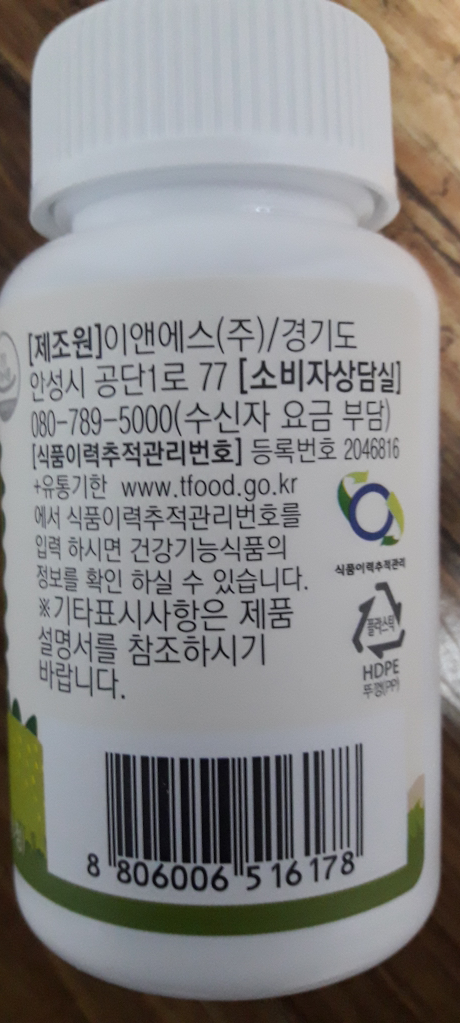 [제조원]이앤에스(주)/경기도
안성시 공단1로 77 [소비자상담실]
080-789-5000(수신자 요금 부담)
[식품이력추적관리번호] 등록번호 2046816
+유통기한 www.tfood.go.kr
에서 식품이력추적관리번호를
입력 하시면 건강기능식품의
정보를 확인 하실 수 있습니다.
※기타표시사항은 제품
설명서를 참조하시기
바랍니다.
식품이력추적관리
플라스틱
HDPE
뚜껑(PP)
8 806006 516178